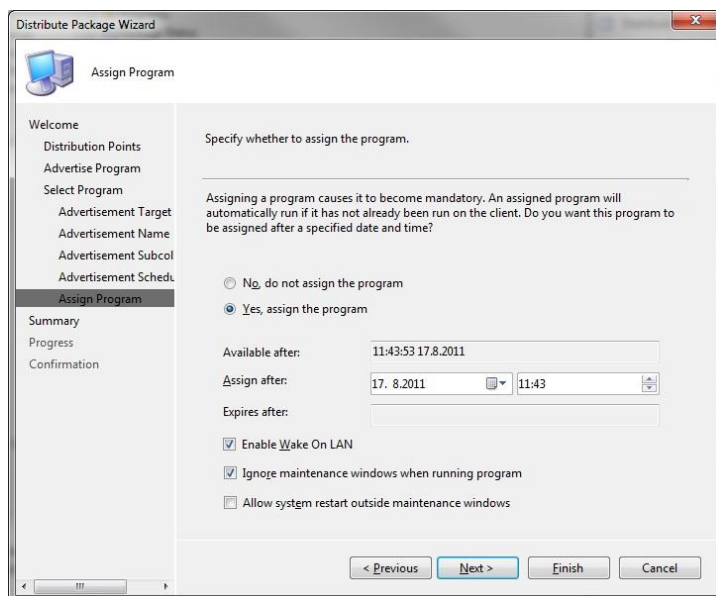 Distribute Package Wizard
Assign Program
Welcome
Distribution Points
Advertise Program
Select Program
Advertisement Target
Advertisement Name
Advertisement Subcol
Advertisement Schedu
Assign Program
Summary
Progress
Confirmation
Specify whether to assign the program.
Assigning a program causes it to become mandatory. An assigned program will
automatically run if it has not already been run on the client. Do you want this program to
be assigned after a specified date and time?
No, do not assign the program
Yes, assign the program
Available after: 11:43:53 17.8.2011
Assign after: 17. 8.2011 11:43
Expires after:
Enable Wake On LAN
Ignore maintenance windows when running program
Allow system restart outside maintenance windows
< Previous Next > Finish Cancel